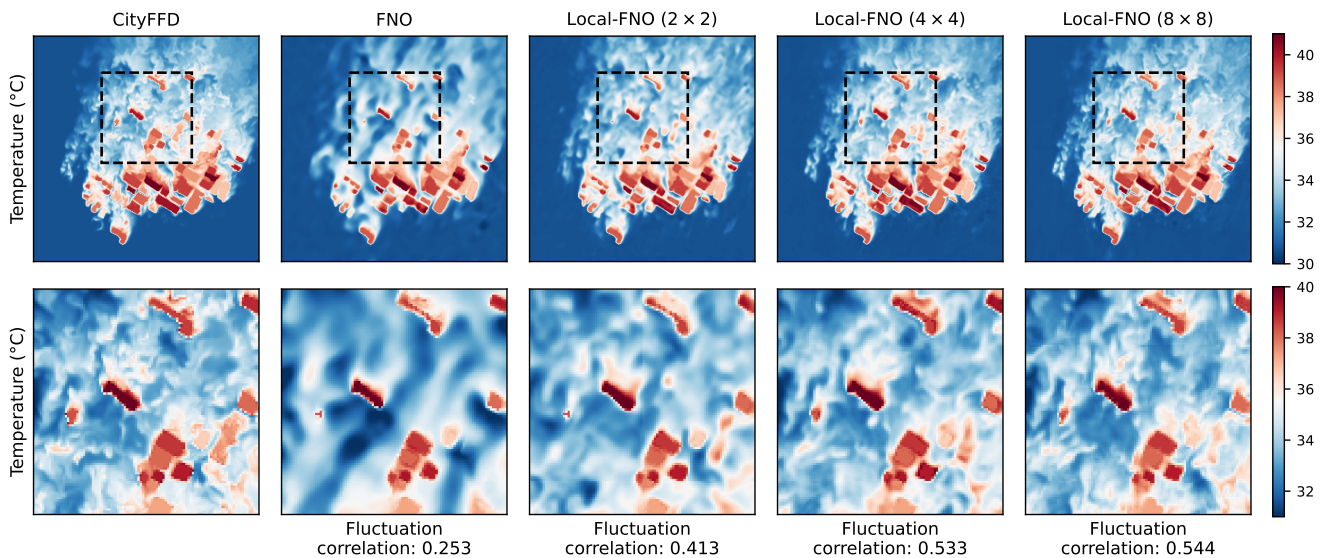 CityFFD
FNO
Local-FNO (2 × 2)
Local-FNO (4 × 4)
Local-FNO (8 × 8)
Temperature (°C)
40
38
36
34
32
30
Temperature (°C)
40
38
36
34
32
Fluctuation
correlation: 0.253
Fluctuation
correlation: 0.413
Fluctuation
correlation: 0.533
Fluctuation
correlation: 0.544